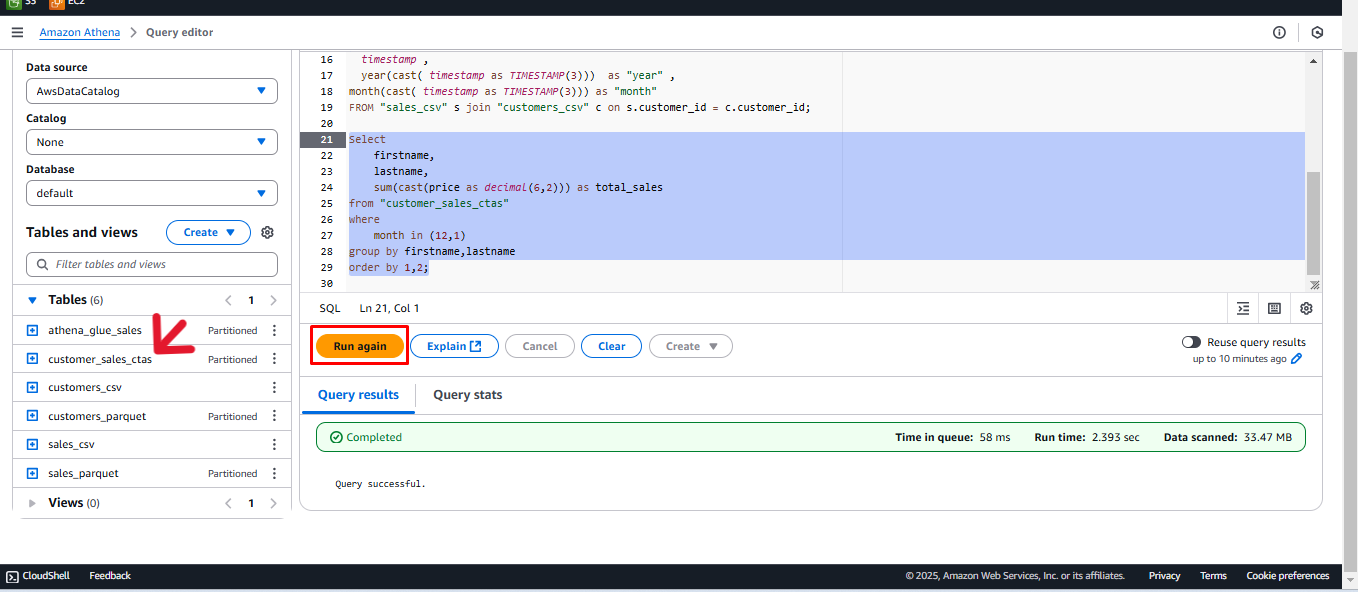 S3 EC2
Amazon Athena > Query editor
Data source
AwsDataCatalog
Catalog
None
Database
default
Tables and views
Create
Filter tables and views
Tables (6) < 1 >
athena_glue_sales Partitioned
customer_sales_ctas Partitioned
customers_csv
customers_parquet Partitioned
sales_csv
sales_parquet Partitioned
Views (0) < 1 >
16 timestamp ,
17 year(cast( timestamp as TIMESTAMP(3))) as "year" ,
18 month(cast( timestamp as TIMESTAMP(3))) as "month"
19 FROM "sales_csv" s join "customers_csv" c on s.customer_id = c.customer_id;
20
21 Select
22 firstname,
23 lastname,
24 sum(cast(price as decimal(6,2))) as total_sales
25 from "customer_sales_ctas"
26 where
27 month in (12,1)
28 group by firstname,lastname
29 order by 1,2;
30
SQL Ln 21, Col 1
Run again Explain Cancel Clear Create
Reuse query results
up to 10 minutes ago
Query results Query stats
Completed Time in queue: 58 ms Run time: 2.393 sec Data scanned: 33.47 MB
Query successful.
CloudShell Feedback © 2025, Amazon Web Services, Inc. or its affiliates. Privacy Terms Cookie preferences